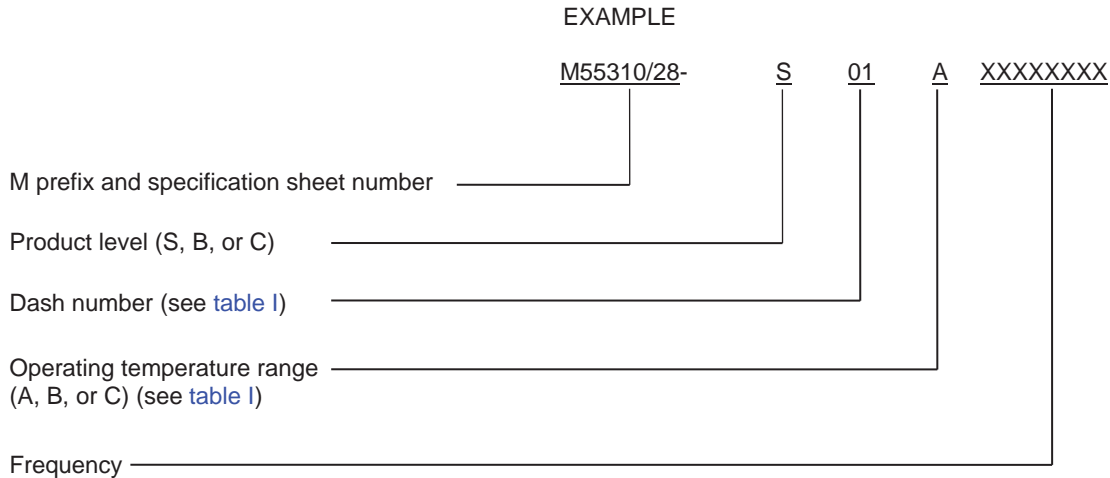 EXAMPLE
M55310/28- S 01 A XXXXXXXX
M prefix and specification sheet number
Product level (S, B, or C)
Dash number (see table I)
Operating temperature range
(A, B, or C) (see table I)
Frequency